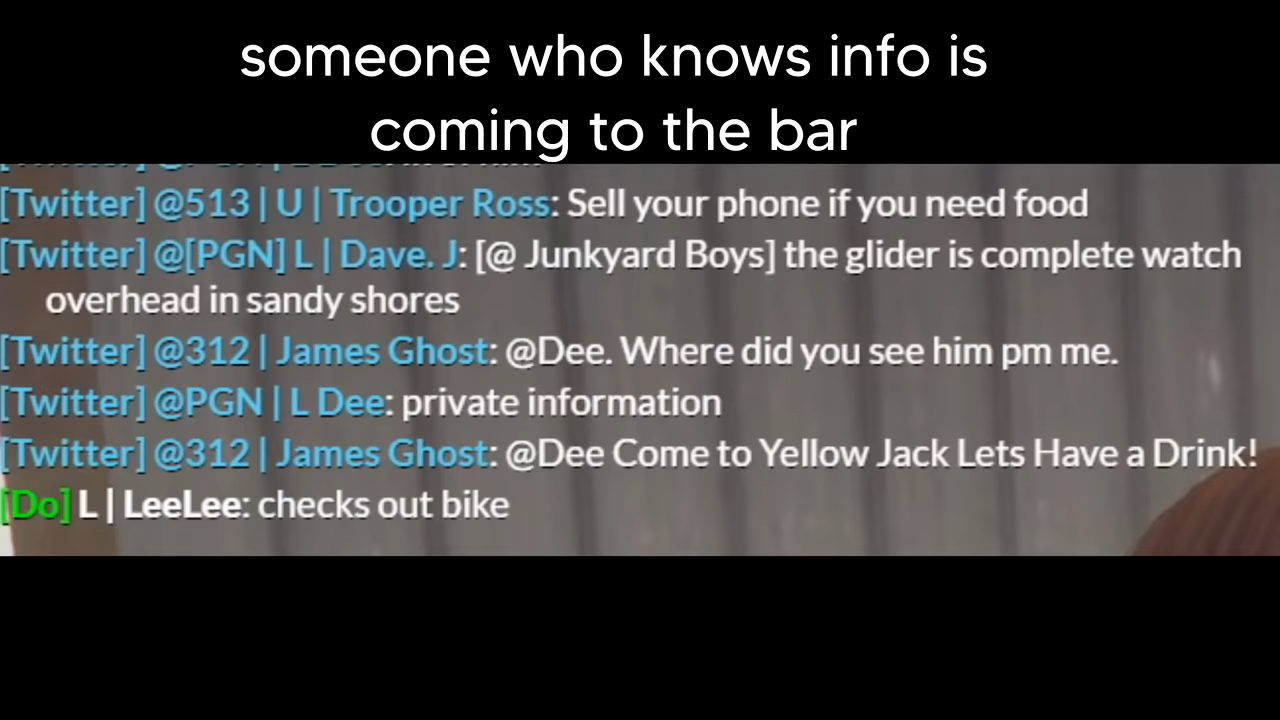 someone who knows info is
coming to the bar
[Twitter] @513 | U | Trooper Ross: Sell your phone if you need food
[Twitter] @[PGN] L | Dave. J: [@ Junkyard Boys] the glider is complete watch
overhead in sandy shores
[Twitter] @312 | James Ghost: @Dee. Where did you see him pm me.
[Twitter] @PGN | L Dee: private information
[Twitter] @312 | James Ghost: @Dee Come to Yellow Jack Lets Have a Drink!
[Do] L | LeeLee: checks out bike